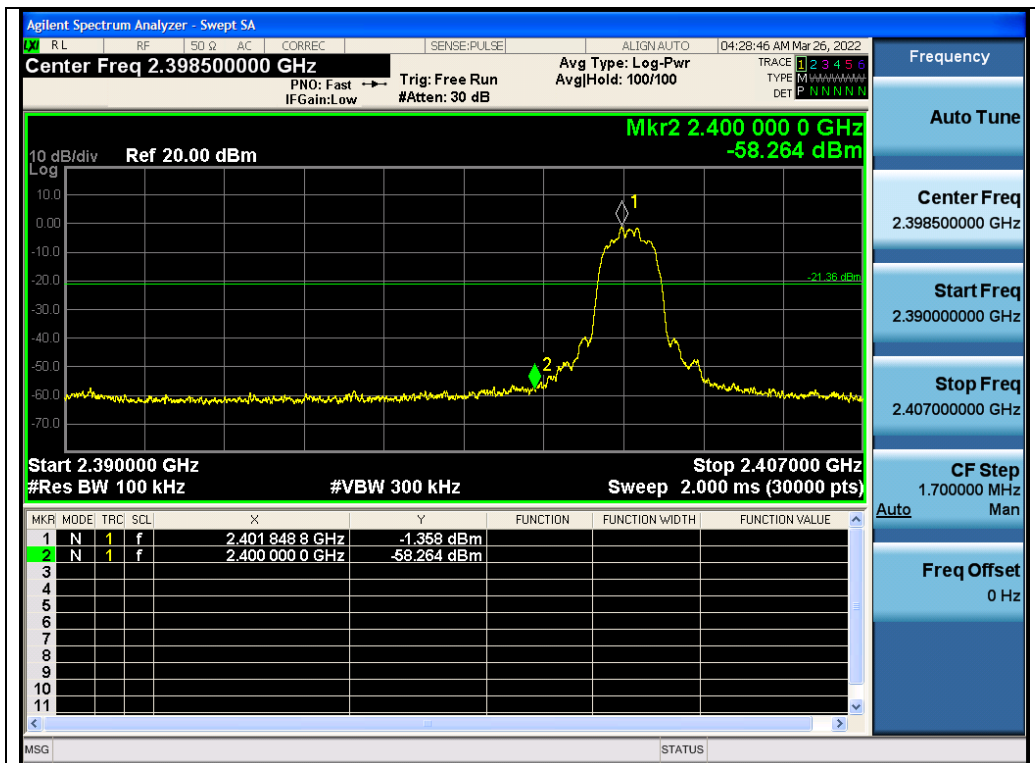 Agilent Spectrum Analyzer - Swept SA
LXI RL RF 50 Ω AC CORREC SENSE:PULSE ALIGN AUTO 04:28:46 AM Mar 26, 2022
Center Freq 2.398500000 GHz
PNO: Fast
IFGain:Low
Trig: Free Run
#Atten: 30 dB
Avg Type: Log-Pwr
Avg|Hold: 100/100
TRACE 1 2 3 4 5 6
TYPE M WWWWW
DET P N N N N N
Mkr2 2.400 000 0 GHz
-58.264 dBm
10 dB/div Ref 20.00 dBm
Log
10.0
0.00
-10.0
-20.0
-30.0
-40.0
-50.0
-60.0
-70.0
1
-21.36 dBm
2
Start 2.390000 GHz Stop 2.407000 GHz
#Res BW 100 kHz #VBW 300 kHz Sweep 2.000 ms (30000 pts)
MKR MODE TRC SCL X Y FUNCTION FUNCTION WIDTH FUNCTION VALUE
1 N 1 f 2.401 848 8 GHz -1.358 dBm
2 N 1 f 2.400 000 0 GHz -58.264 dBm
3
4
5
6
7
8
9
10
11
MSG STATUS
Frequency
Auto Tune
Center Freq
2.398500000 GHz
Start Freq
2.390000000 GHz
Stop Freq
2.407000000 GHz
CF Step
1.700000 MHz
Auto Man
Freq Offset
0 Hz